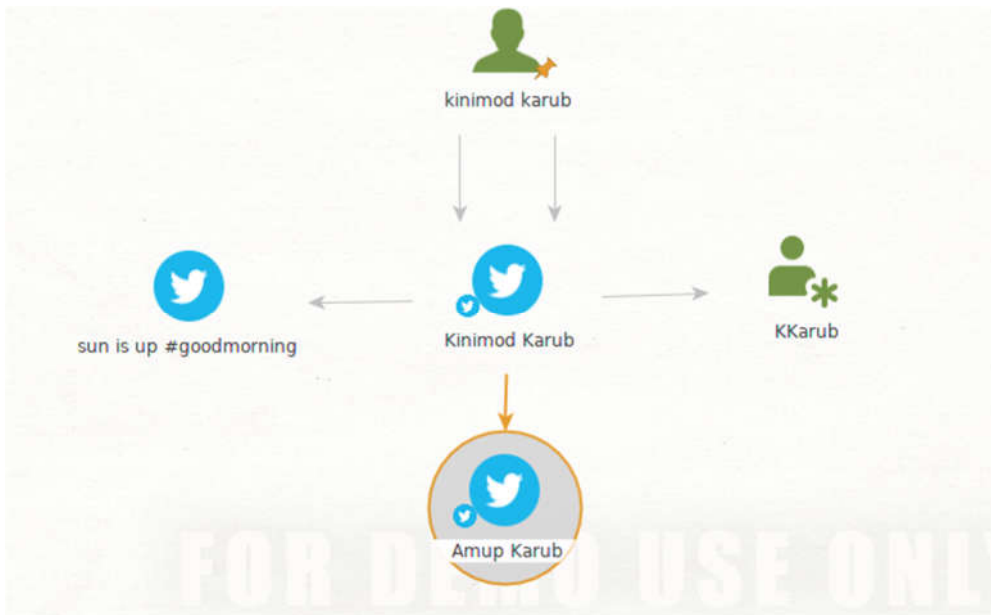 kinimod karub
sun is up #goodmorning
Kinimod Karub
KKarub
Amup Karub
FOR DEMO USE ONLY